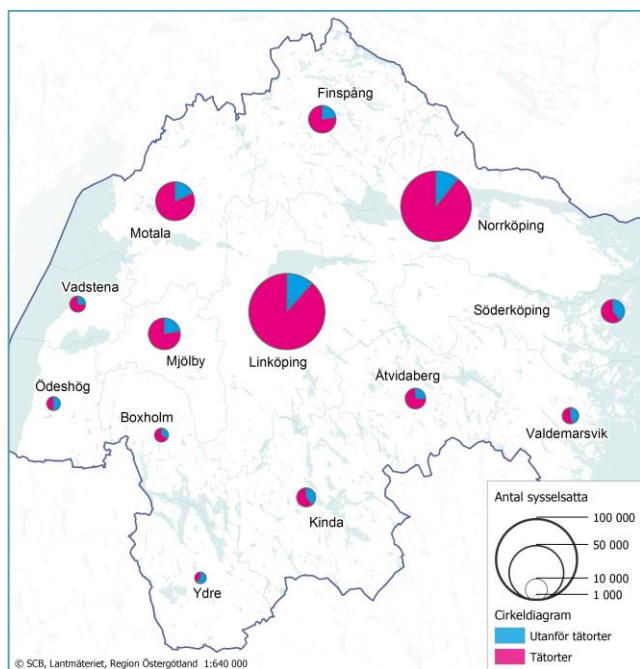 Finspång
Norrköping
Motala
Vadstena
Söderköping
Mjölby
Linköping
Åtvidaberg
Ödeshög
Boxholm
Valdemarsvik
Kinda
Ydre
Antal sysselsatta
100 000
50 000
10 000
1 000
Cirkeldiagram
Utanför tätorter
Tätorter
© SCB, Lantmäteriet, Region Östergötland 1:640 000